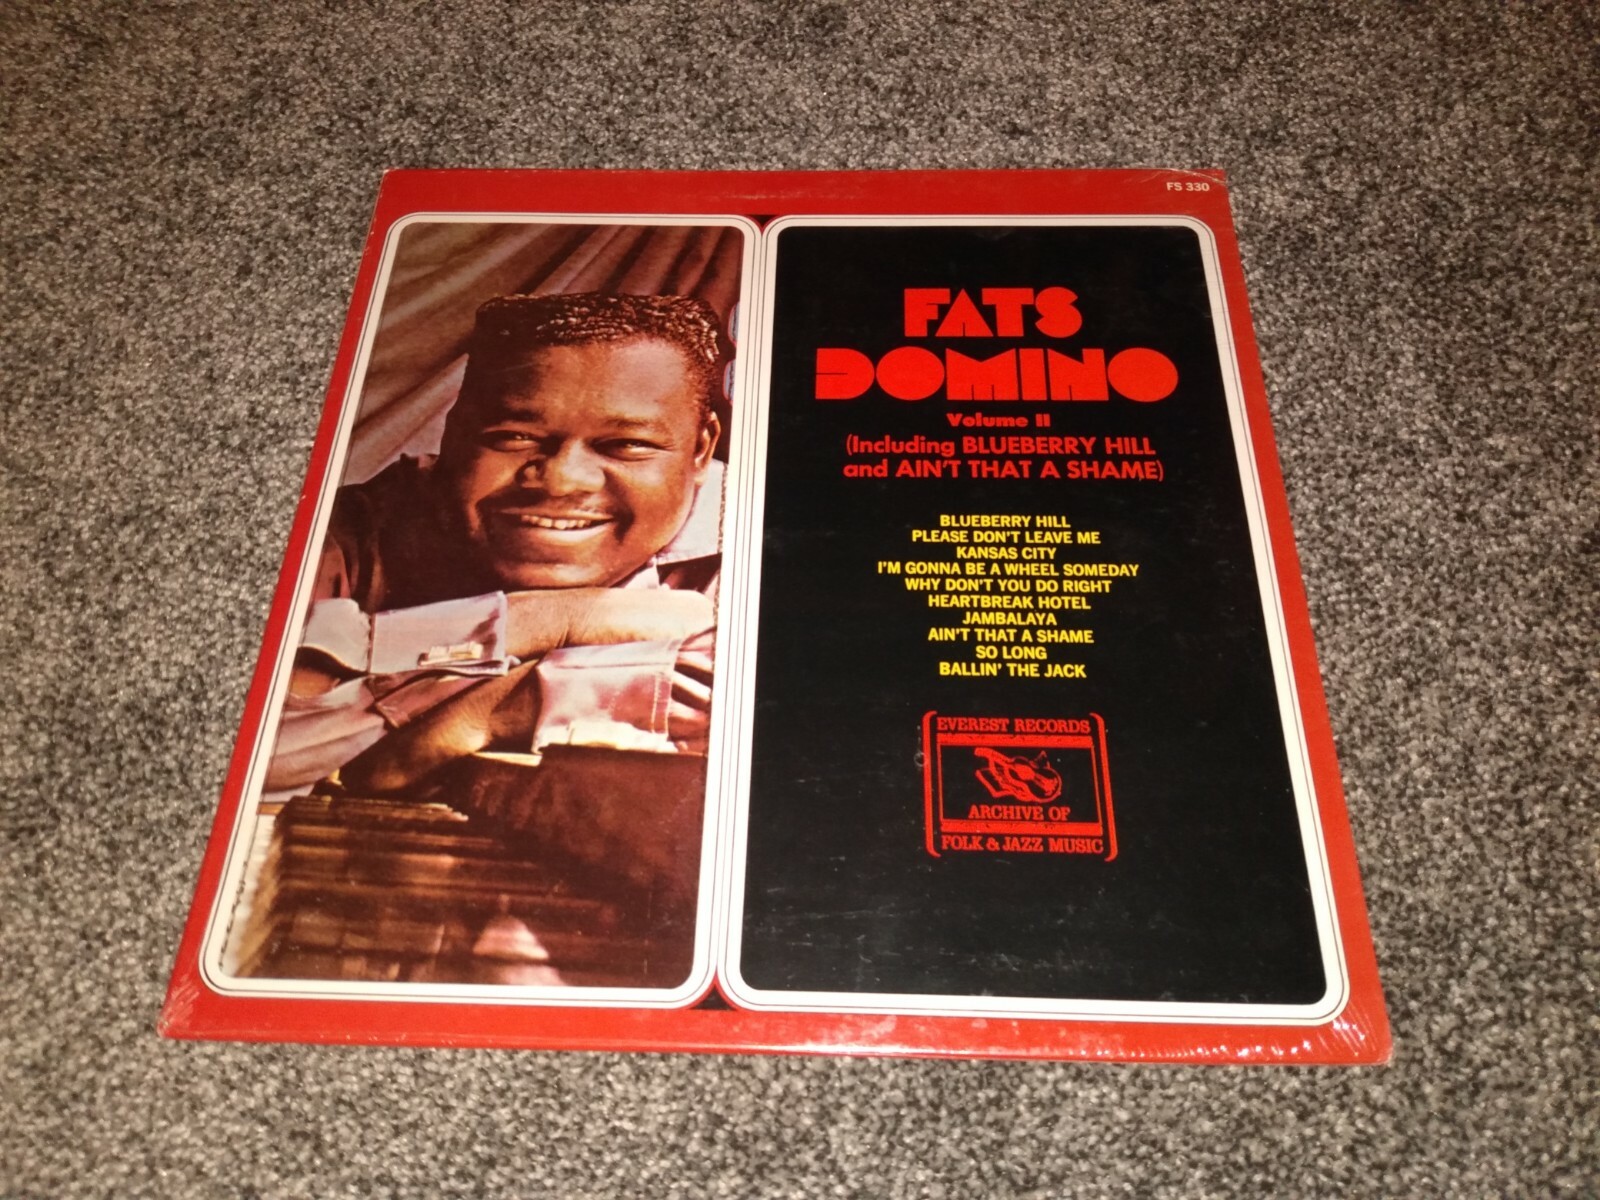 FS 330
FATS
DOMINO
Volume II
(Including BLUEBERRY HILL
and AIN'T THAT A SHAME)
BLUEBERRY HILL
PLEASE DON'T LEAVE ME
KANSAS CITY
I'M GONNA BE A WHEEL SOMEDAY
WHY DON'T YOU DO RIGHT
HEARTBREAK HOTEL
JAMBALAYA
AIN'T THAT A SHAME
SO LONG
BALLIN' THE JACK
EVEREST RECORDS
ARCHIVE OF
FOLK & JAZZ MUSIC